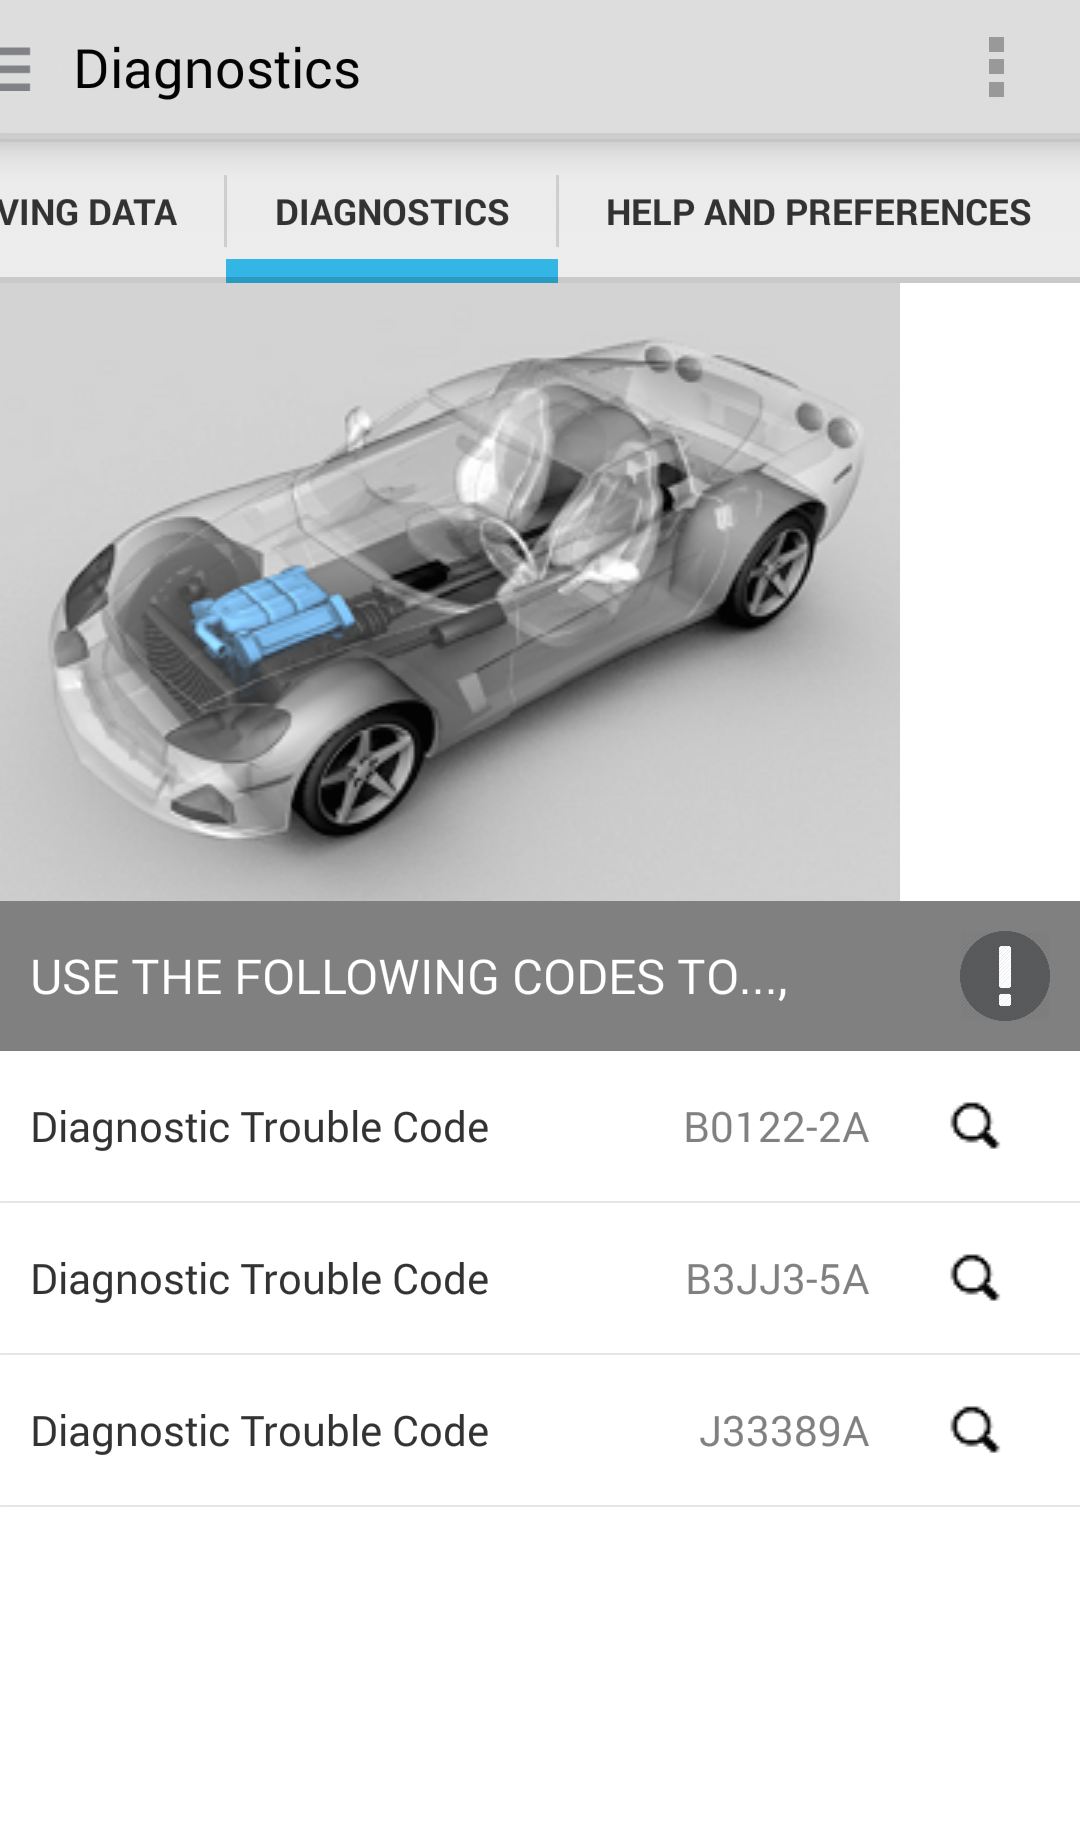 Diagnostics
VING DATA
DIAGNOSTICS
HELP AND PREFERENCES
USE THE FOLLOWING CODES TO...,
Diagnostic Trouble Code B0122-2A
Diagnostic Trouble Code B3JJ3-5A
Diagnostic Trouble Code J33389A